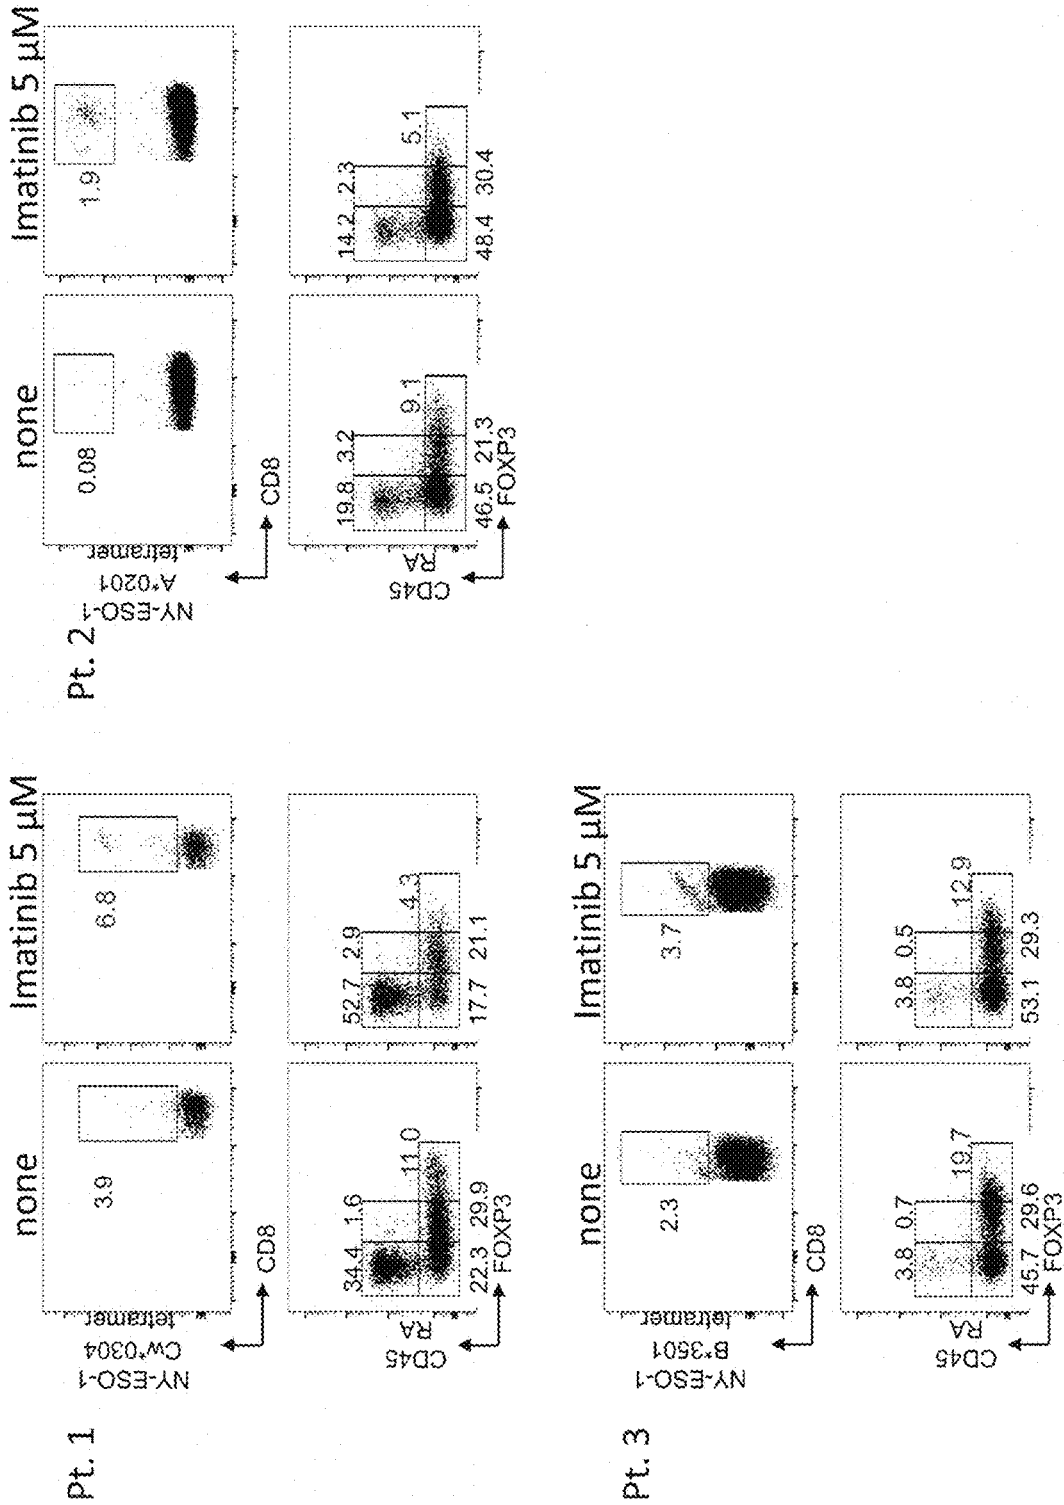 Pt. 1
none
Imatinib 5 μM
NY-ESO-1
Cw*0304
tetramer
3.9
6.8
CD8
CD45
RA
34.4 1.6
11.0
22.3 29.9
52.7 2.9
4.3
17.7 21.1
FOXP3
Pt. 2
none
Imatinib 5 μM
NY-ESO-1
A*0201
tetramer
0.08
1.9
CD8
CD45
RA
19.8 3.2
9.1
46.5 21.3
14.2 2.3
5.1
48.4 30.4
FOXP3
Pt. 3
none
Imatinib 5 μM
NY-ESO-1
B*3501
tetramer
2.3
3.7
CD8
CD45
RA
3.8 0.7
19.7
45.7 29.6
3.8 0.5
12.9
53.1 29.3
FOXP3